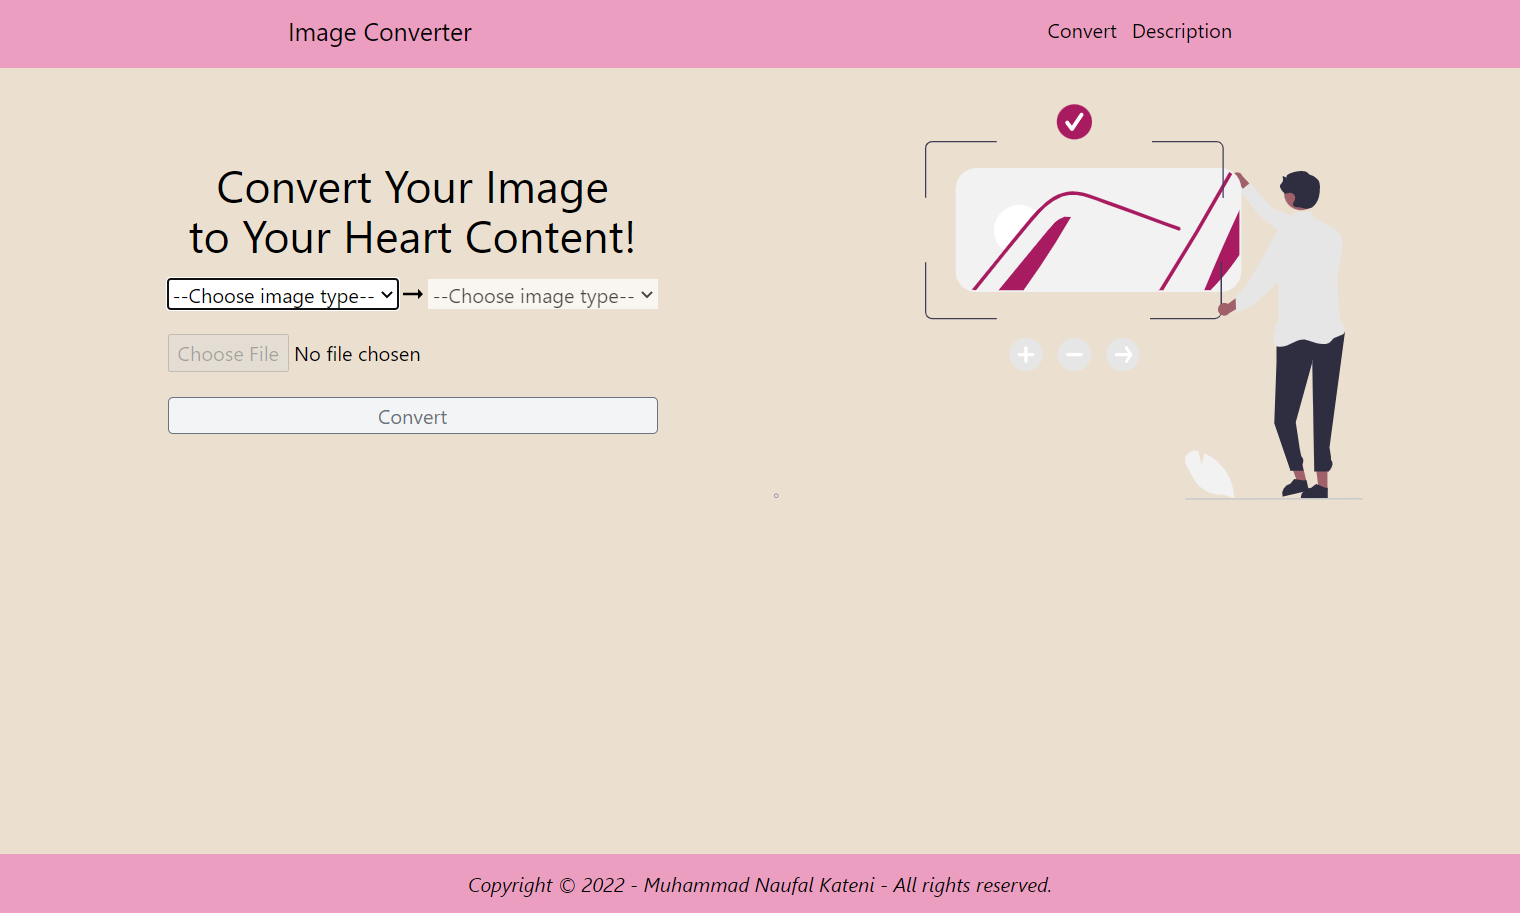 Image Converter
Convert Description
Convert Your Image
to Your Heart Content!
--Choose image type-- --Choose image type--
Choose File No file chosen
Convert
Copyright © 2022 - Muhammad Naufal Kateni - All rights reserved.